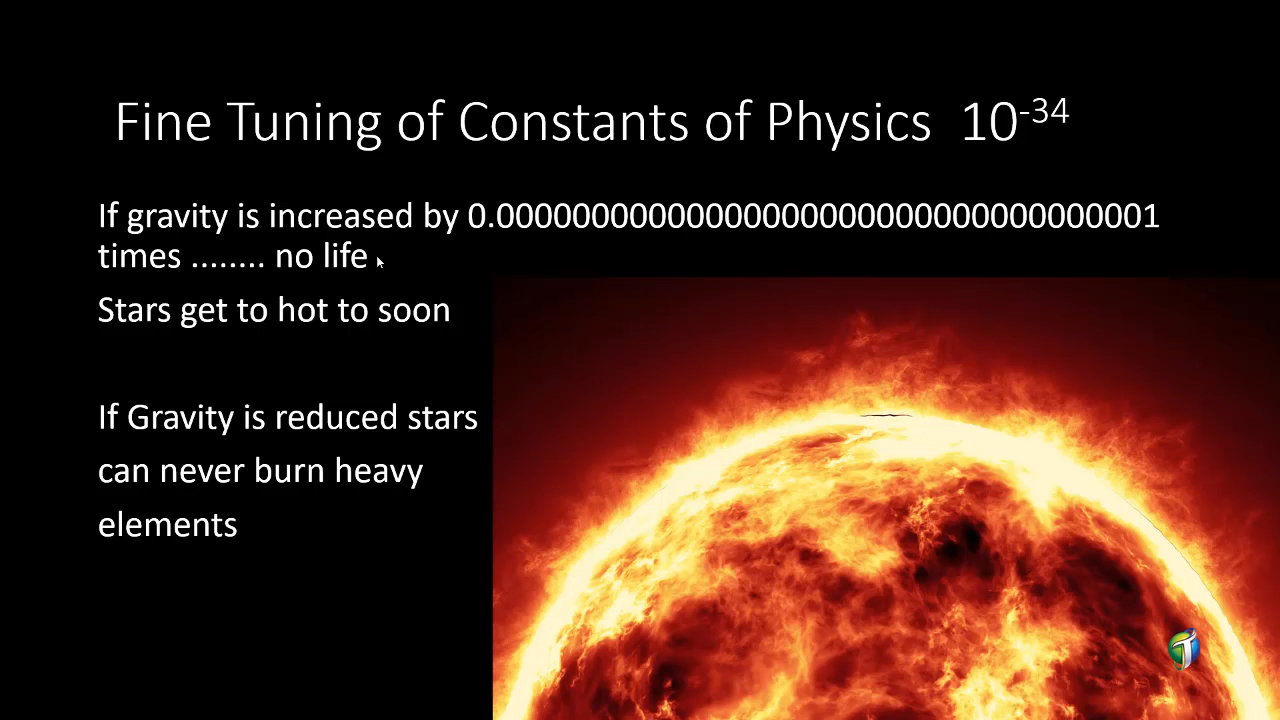 Fine Tuning of Constants of Physics 10⁻³⁴
If gravity is increased by 0.000000000000000000000000000000000001
times ........ no life
Stars get to hot to soon
If Gravity is reduced stars
can never burn heavy
elements